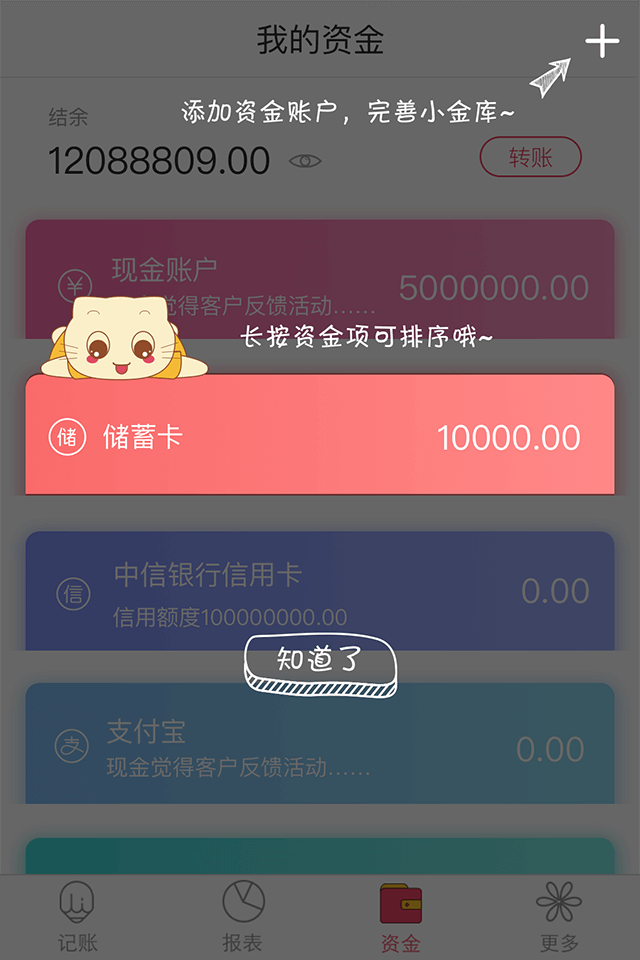 我的资金
添加资金账户，完善小金库~
结余
12088809.00
转账
现金账户
5000000.00
觉得客户反馈活动……
长按资金项可排序哦~
储
储蓄卡
10000.00
中信银行信用卡
信
0.00
信用额度100000000.00
知道了
支付宝
支
0.00
现金觉得客户反馈活动……
记账
报表
资金
更多